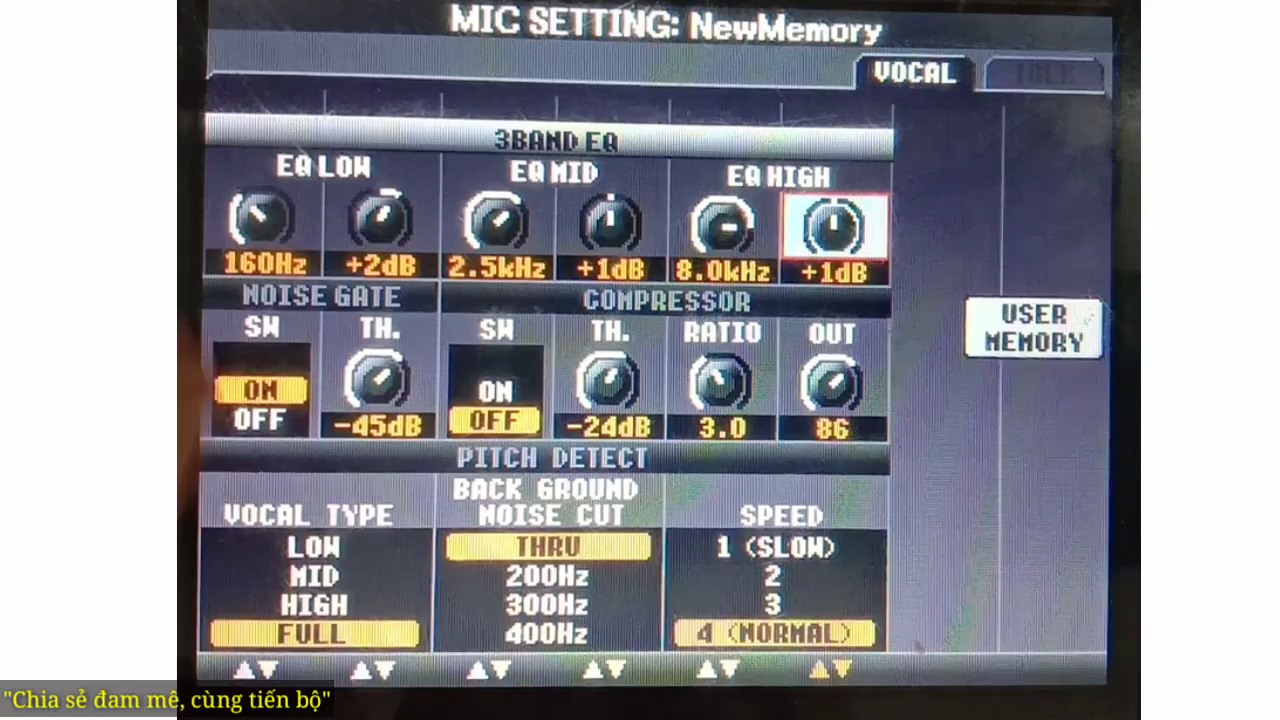 MIC SETTING: NewMemory
VOCAL TALK
3BAND EQ
EQ LOW EQ MID EQ HIGH
160Hz +2dB 2.5kHz +1dB 8.0kHz +1dB
NOISE GATE COMPRESSOR
SW TH. SW TH. RATIO OUT
ON ON
OFF OFF
-45dB -24dB 3.0 86
USER
MEMORY
PITCH DETECT
VOCAL TYPE
LOW
MID
HIGH
FULL
BACK GROUND
NOISE CUT
THRU
200Hz
300Hz
400Hz
SPEED
1 (SLOW)
2
3
4 (NORMAL)
"Chia sẻ đam mê, cùng tiến bộ"